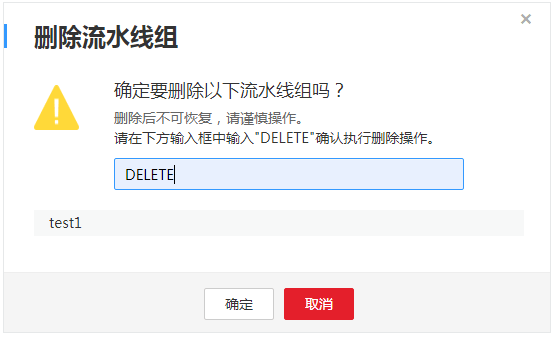 删除流水线组
确定要删除以下流水线组吗？
删除后不可恢复，请谨慎操作。
请在下方输入框中输入"DELETE"确认执行删除操作。
DELETE
test1
确定 取消